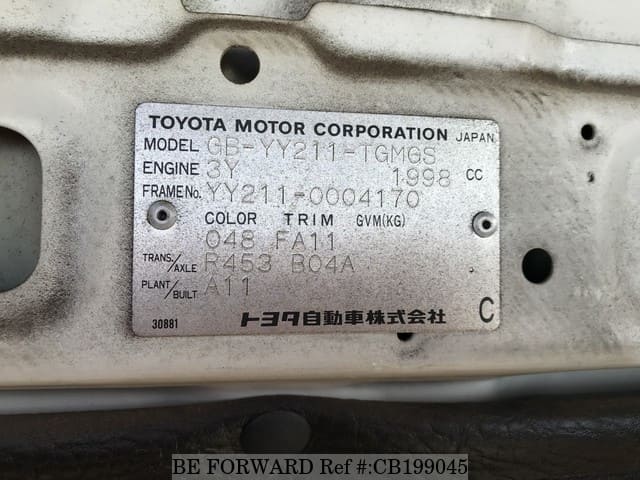 TOYOTA MOTOR CORPORATION JAPAN
MODEL GB-YY211-TGMGS
ENGINE 3Y 1998 CC
FRAME No. YY211-0004170
COLOR TRIM GVM(KG)
048 FA11
TRANS./AXLE R453 B04A
PLANT/BUILT A11
30881 トヨタ自動車株式会社 C
BE FORWARD Ref #:CB199045